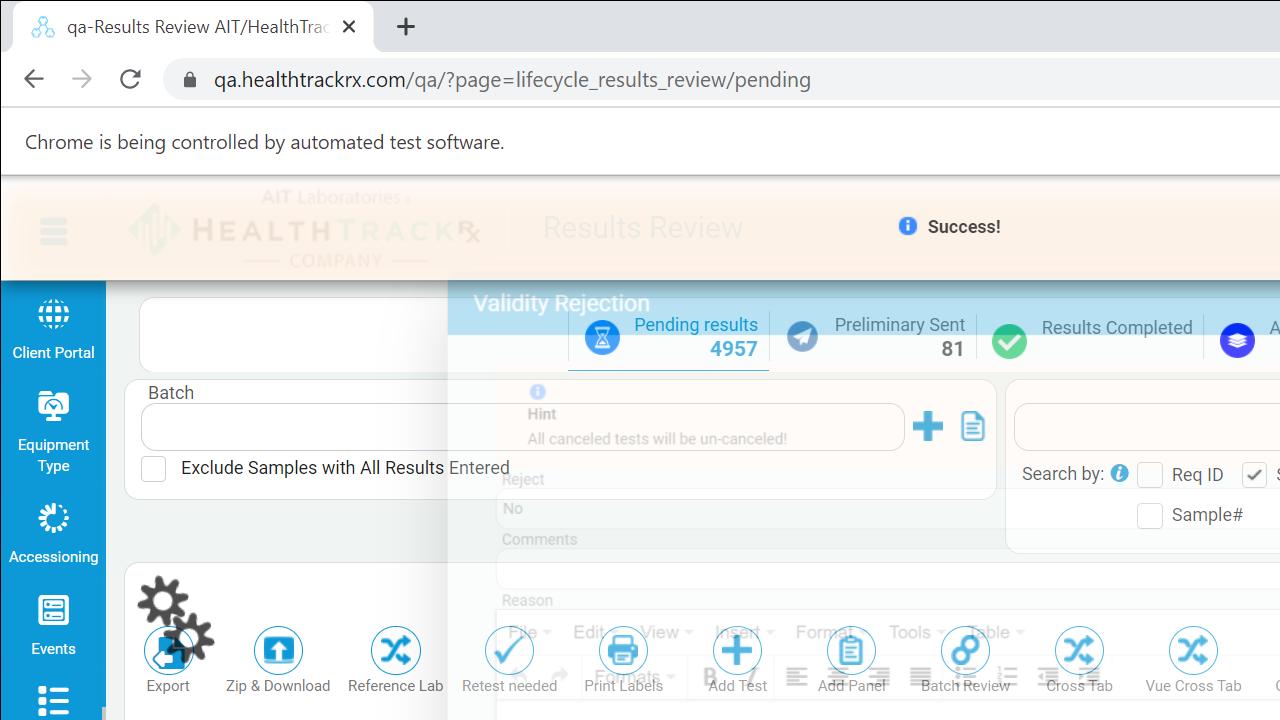 qa-Results Review AIT/HealthTrac
qa.healthtrackrx.com/qa/?page=lifecycle_results_review/pending
Chrome is being controlled by automated test software.
AIT Laboratories
HEALTHTRACKRX
COMPANY
Results Review
Success!
Validity Rejection
Client Portal
Pending results
4957
Preliminary Sent
81
Results Completed
A
Batch
Hint
All canceled tests will be un-canceled!
Exclude Samples with All Results Entered
Search by:
Req ID
S
Sample#
Equipment
Type
Reject
No
Comments
Reason
Accessioning
Events
File
Edit
View
Insert
Format
Tools
Table
Formats
B
I
Export
Zip & Download
Reference Lab
Retest needed
Print Labels
Add Test
Add Panel
Batch Review
Cross Tab
Vue Cross Tab